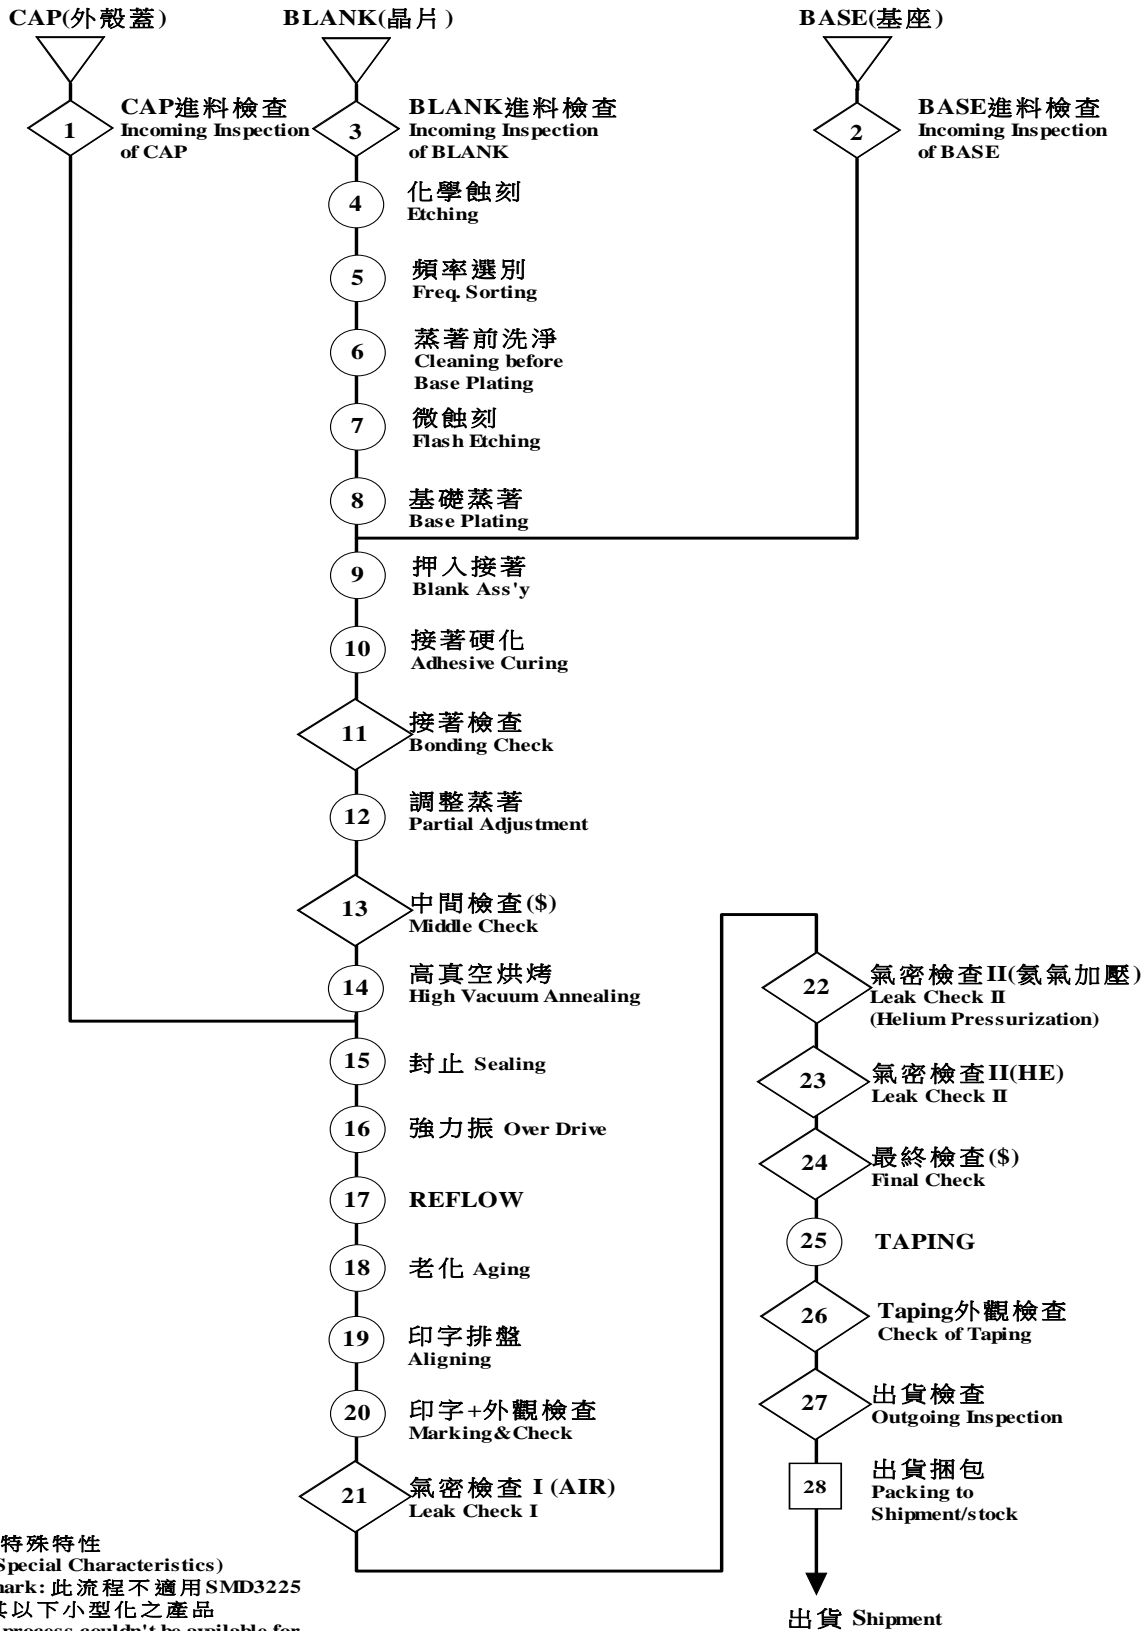 CAP(外殼蓋)
BLANK(晶片)
BASE(基座)
1
CAP進料檢查
Incoming Inspection
of CAP
3
BLANK進料檢查
Incoming Inspection
of BLANK
2
BASE進料檢查
Incoming Inspection
of BASE
4
化學蝕刻
Etching
5
頻率選別
Freq. Sorting
6
蒸著前洗淨
Cleaning before
Base Plating
7
微蝕刻
Flash Etching
8
基礎蒸著
Base Plating
9
押入接著
Blank Ass'y
10
接著硬化
Adhesive Curing
11
接著檢查
Bonding Check
12
調整蒸著
Partial Adjustment
13
中間檢查($)
Middle Check
14
高真空烘烤
High Vacuum Annealing
15
封止 Sealing
16
強力振 Over Drive
17
REFLOW
18
老化 Aging
19
印字排盤
Aligning
20
印字+外觀檢查
Marking&Check
21
氣密檢查 I (AIR)
Leak Check I
22
氣密檢查II(氦氣加壓)
Leak Check II
(Helium Pressurization)
23
氣密檢查II(HE)
Leak Check II
24
最終檢查($)
Final Check
25
TAPING
26
Taping外觀檢查
Check of Taping
27
出貨檢查
Outgoing Inspection
28
出貨捆包
Packing to
Shipment/stock
出貨 Shipment
特殊特性
Special Characteristics)
mark: 此流程不適用SMD3225
以下小型化之產品
process couldn't be available for